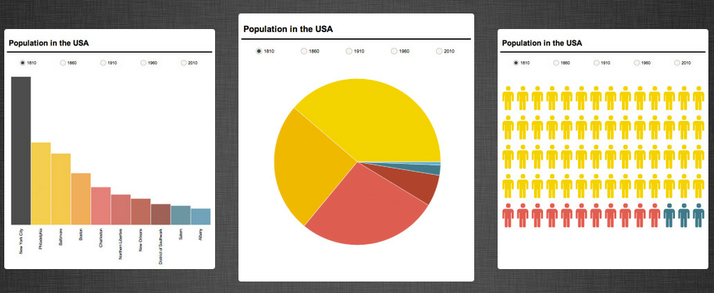 Population in the USA
1810 1860 1910 1960 2010
New York City
Philadelphia
Baltimore
Boston
Charleston
Northern Liberties
New Orleans
District of Southwark
Salem
Albany
Population in the USA
1810 1860 1910 1960 2010
Population in the USA
1810 1860 1910 1960 2010